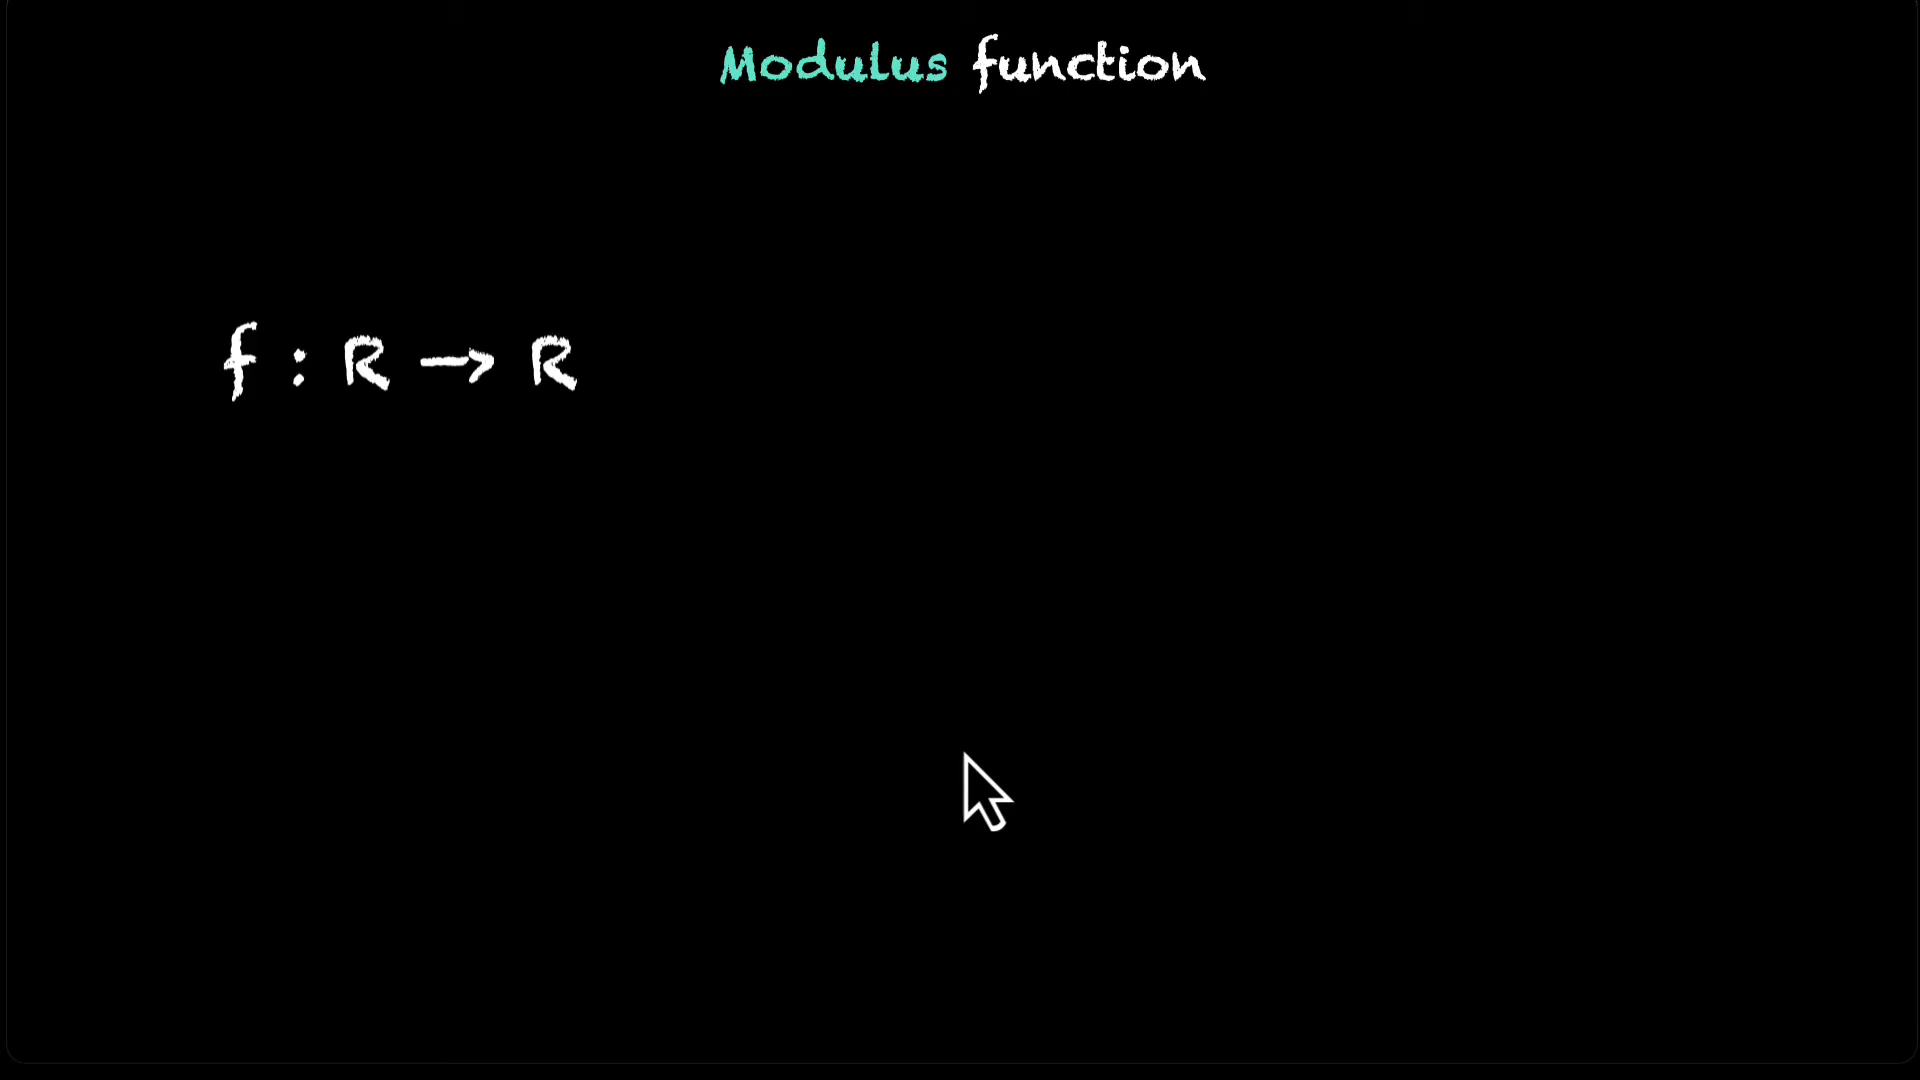 Modulus function
f : R → R